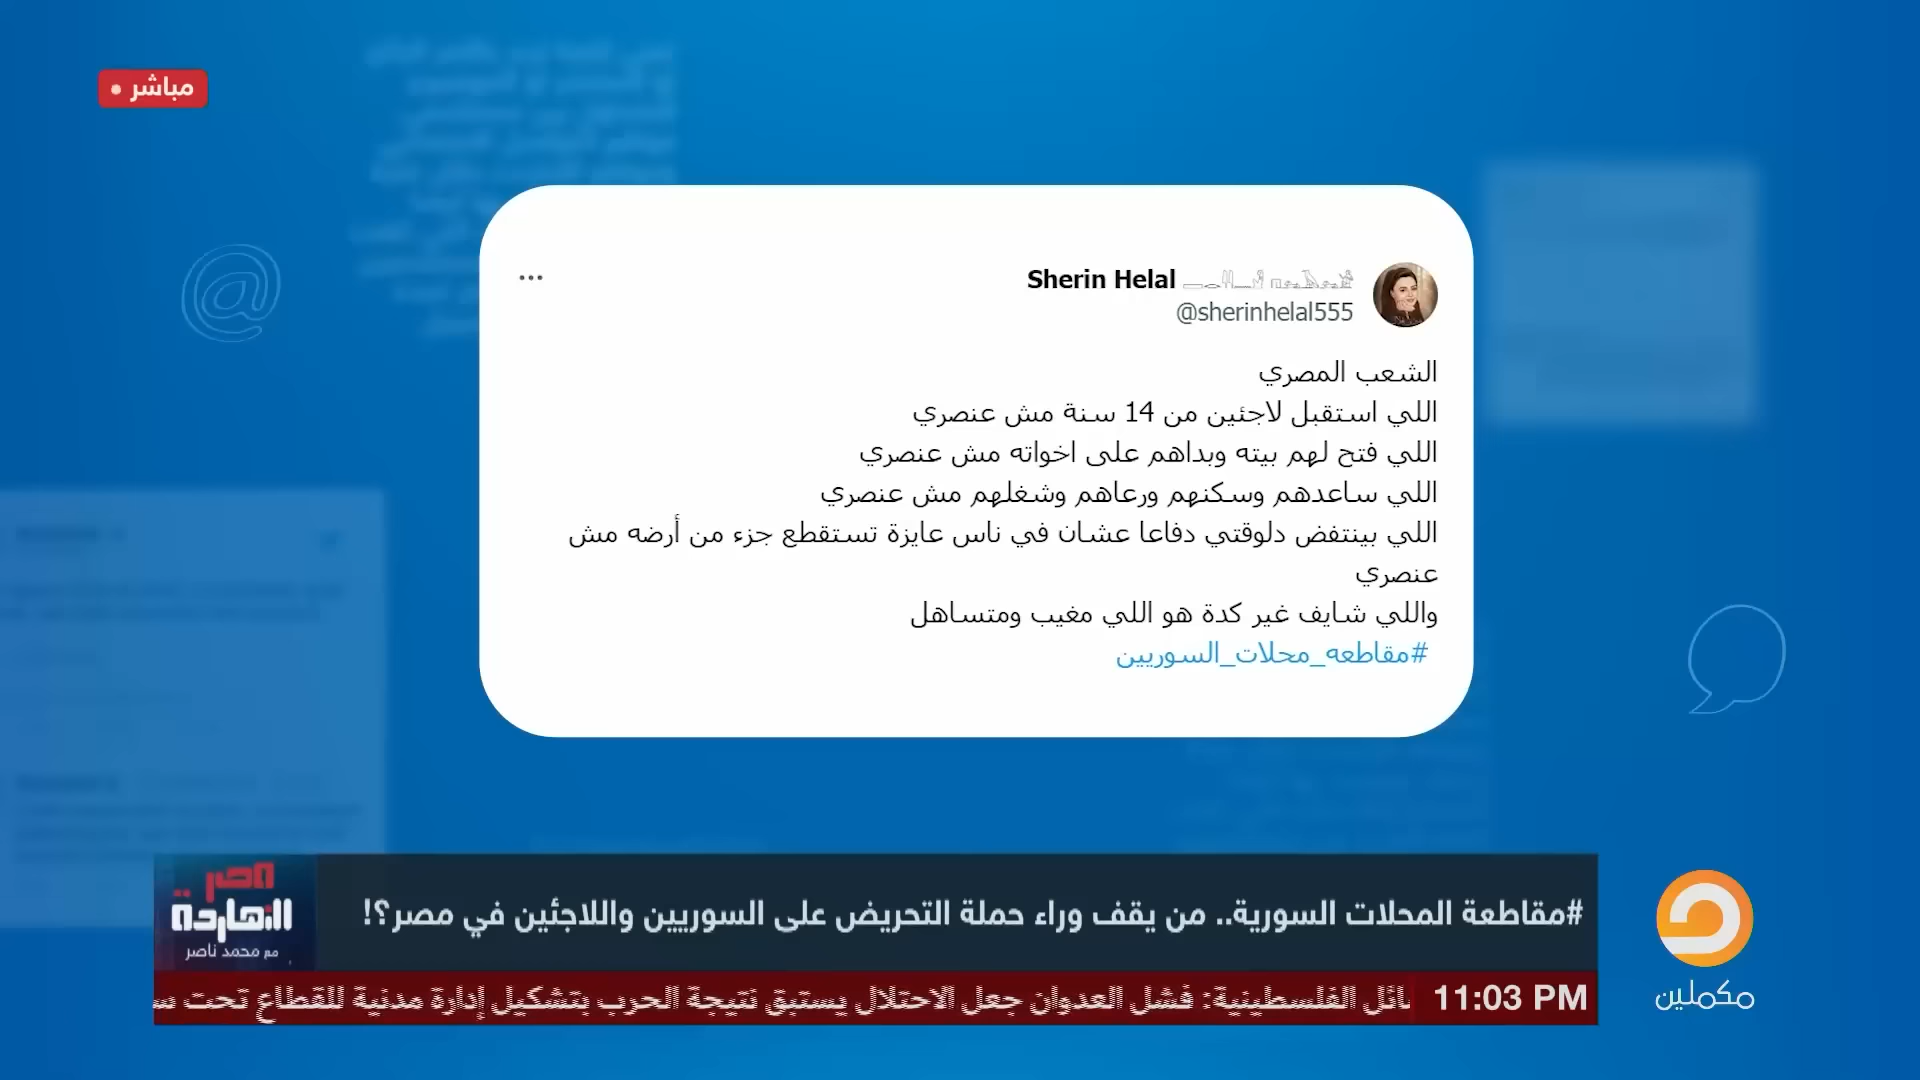 مباشر
Sherin Helal
@sherinhelal555
الشعب المصري
اللي استقبل لاجئين من 14 سنة مش عنصري
اللي فتح لهم بيته وبداهم على اخواته مش عنصري
اللي ساعدهم وسكنهم ورعاهم وشغلهم مش عنصري
اللي بينتفض دلوقتي دفاعا عشان في ناس عايزة تستقطع جزء من أرضه مش
عنصري
واللي شايف غير كدة هو اللي مغيب ومتساهل
#مقاطعه_محلات_السوريين
مصر
النهاردة
مع محمد ناصر
#مقاطعة المحلات السورية.. من يقف وراء حملة التحريض على السوريين واللاجئين في مصر؟!
11:03 PM
الفلسطينية: فشل العدوان جعل الاحتلال يستبق نتيجة الحرب بتشكيل إدارة مدنية للقطاع تحت
مكملين